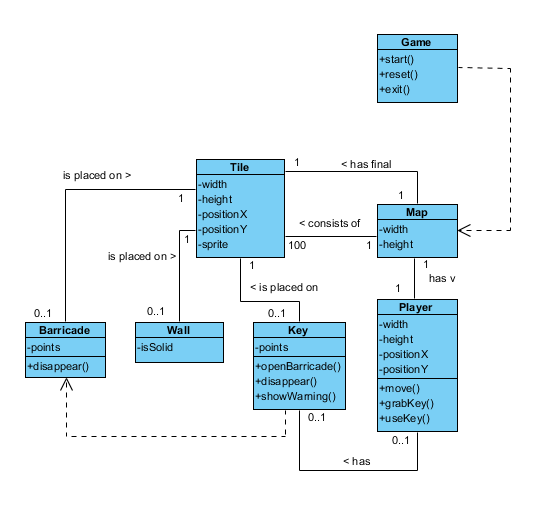 Game
+start()
+reset()
+exit()
Tile
-width
-height
-positionX
-positionY
-sprite
1
< has final
1
is placed on >
1
< consists of
100
1
Map
-width
-height
is placed on >
1
1
< is placed on
1
has v
1
0..1
0..1
0..1
Barricade
-points
+disappear()
Wall
-isSolid
Key
-points
+openBarricade()
+disappear()
+showWarning()
Player
-width
-height
-positionX
-positionY
+move()
+grabKey()
+useKey()
0..1
0..1
< has